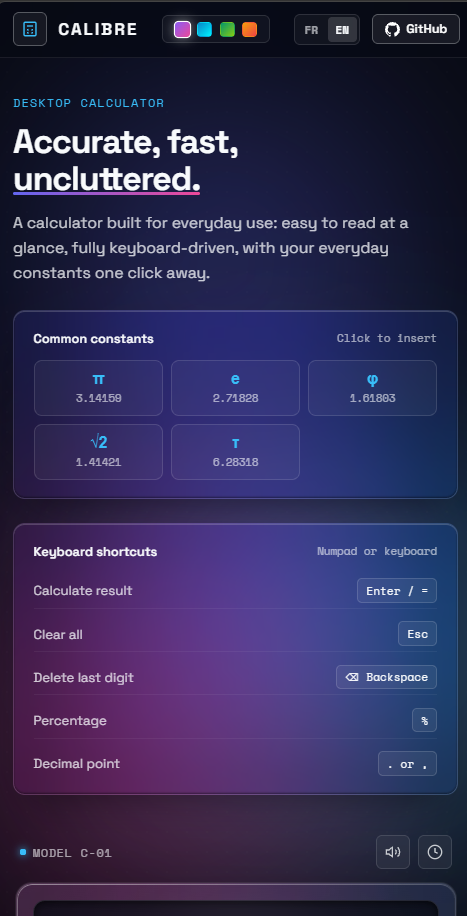 CALIBRE
FR EN GitHub
DESKTOP CALCULATOR
Accurate, fast,
uncluttered.
A calculator built for everyday use: easy to read at a
glance, fully keyboard-driven, with your everyday
constants one click away.
Common constants Click to insert
π e φ
3.14159 2.71828 1.61803
√2 τ
1.41421 6.28318
Keyboard shortcuts Numpad or keyboard
Calculate result Enter / =
Clear all Esc
Delete last digit ⌫ Backspace
Percentage %
Decimal point . or ,
MODEL C-01